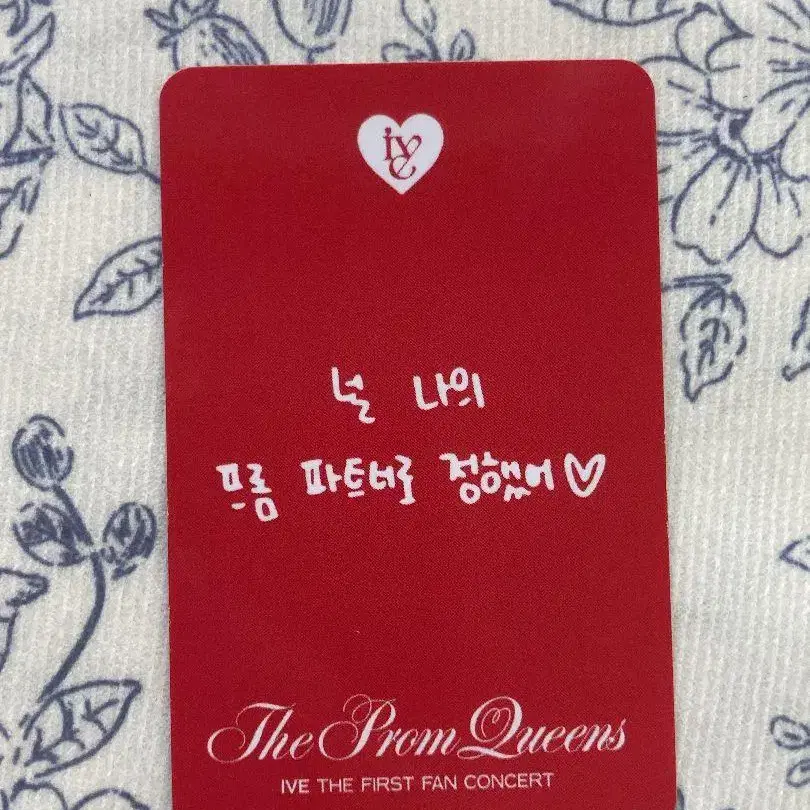 ive
널 나의
프롬 파트너로 정했어♡
The Prom Queens
IVE THE FIRST FAN CONCERT